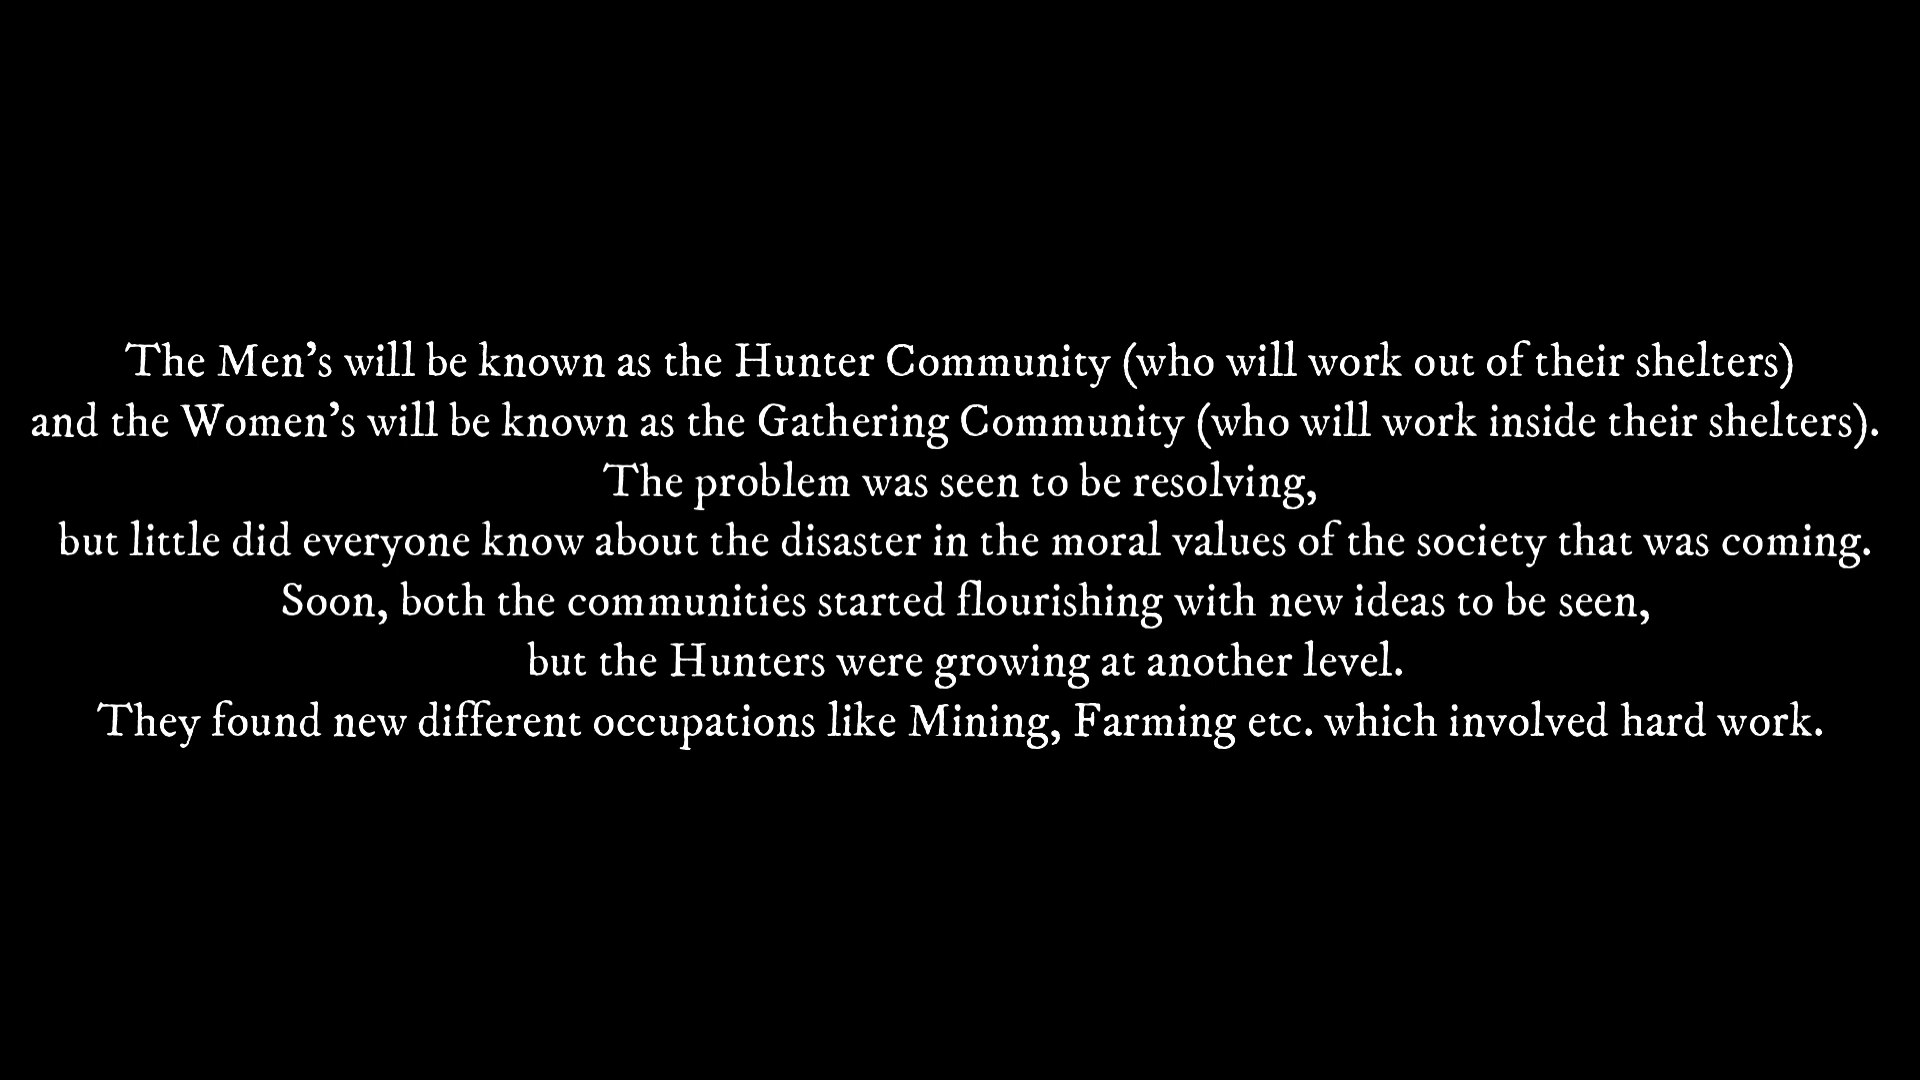 The Men’s will be known as the Hunter Community (who will work out of their shelters)
and the Women’s will be known as the Gathering Community (who will work inside their shelters).
The problem was seen to be resolving,
but little did everyone know about the disaster in the moral values of the society that was coming.
Soon, both the communities started flourishing with new ideas to be seen,
but the Hunters were growing at another level.
They found new different occupations like Mining, Farming etc. which involved hard work.